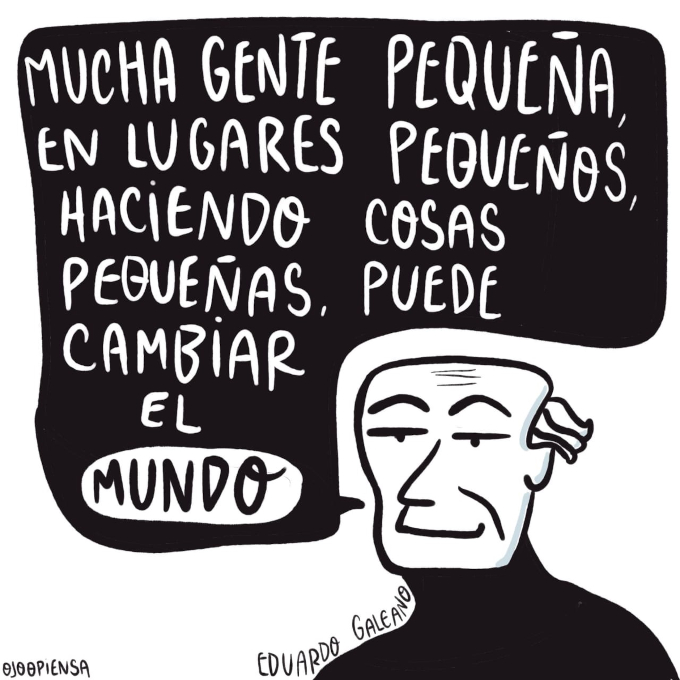 MUCHA GENTE PEQUEÑA,
EN LUGARES PEQUEÑOS,
HACIENDO COSAS
PEQUEÑAS, PUEDE
CAMBIAR
EL
MUNDO
EDUARDO GALEANO
OJOOPIENSA